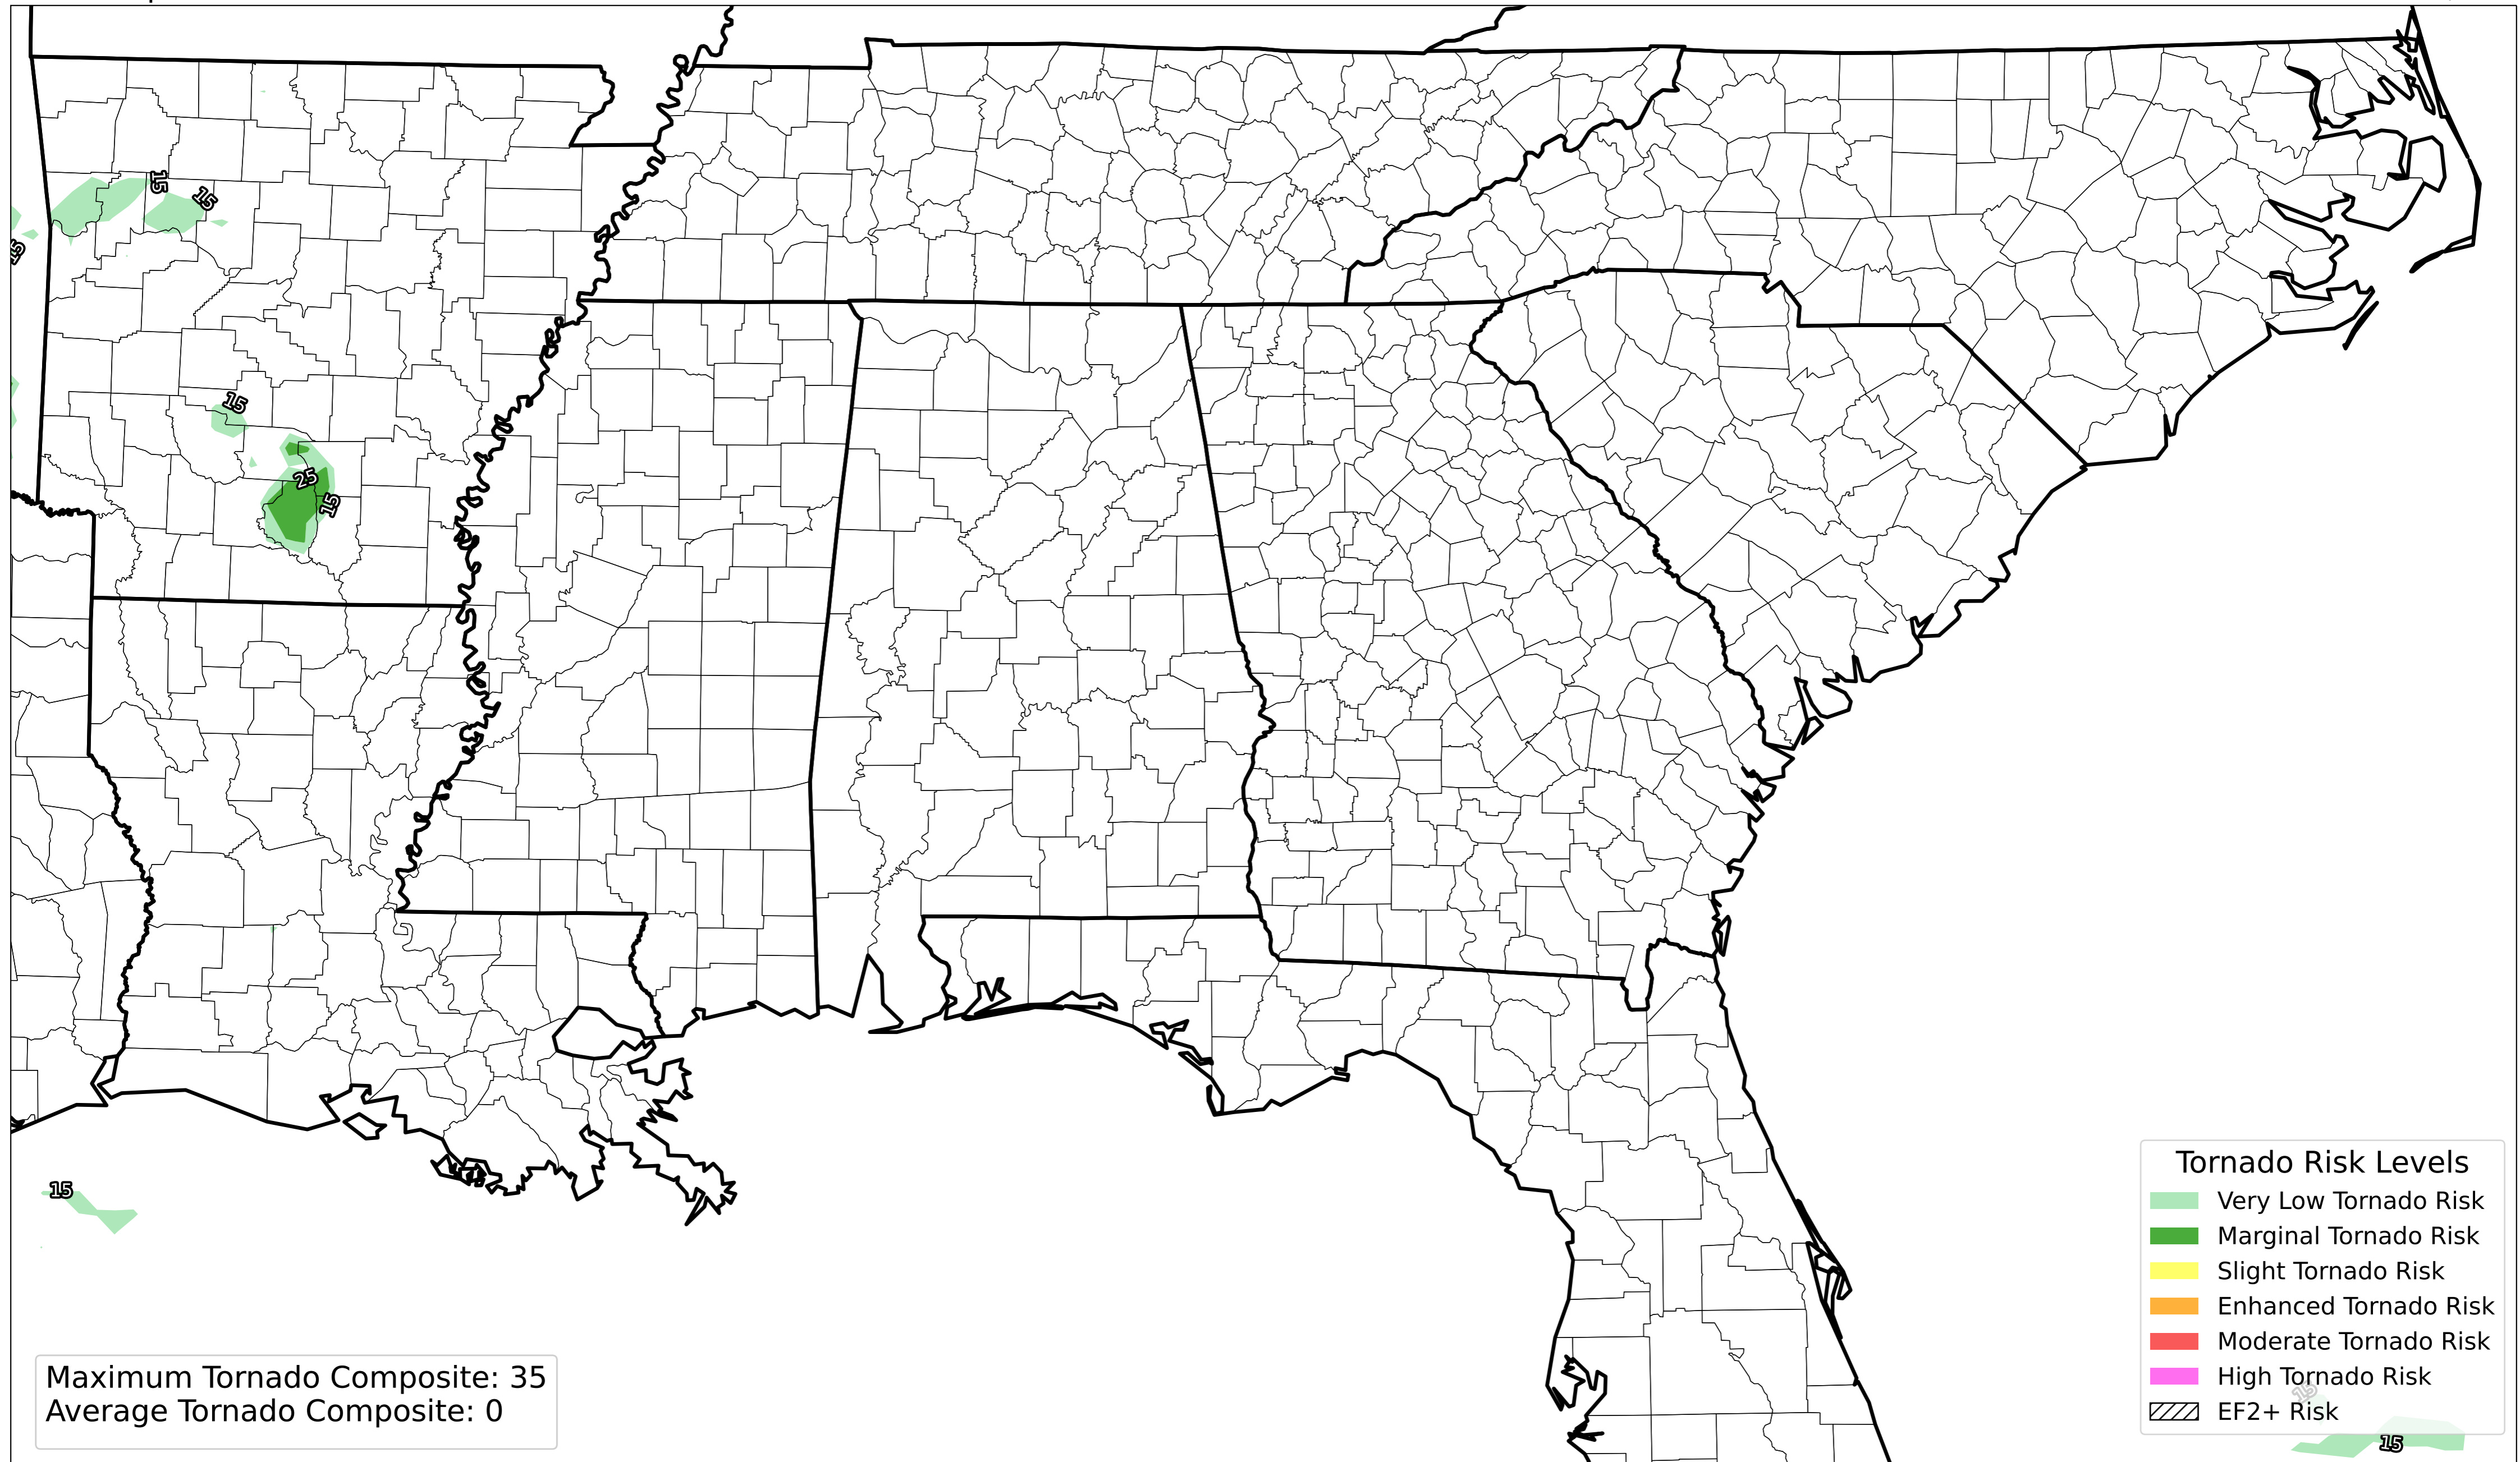 15
15
15
15
25
15
15
Tornado Risk Levels
Very Low Tornado Risk
Marginal Tornado Risk
Slight Tornado Risk
Enhanced Tornado Risk
Moderate Tornado Risk
High Tornado Risk
15
EF2+ Risk
15
Maximum Tornado Composite: 35
Average Tornado Composite: 0